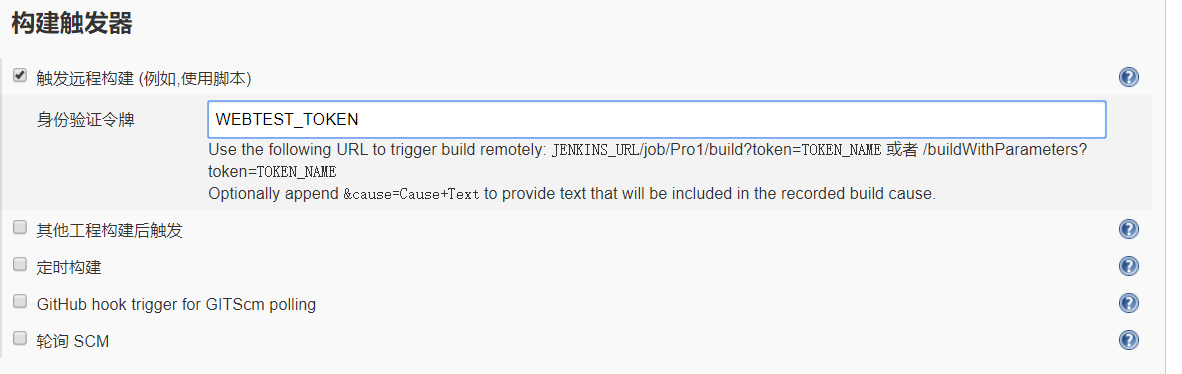 构建触发器
触发远程构建 (例如,使用脚本)
身份验证令牌
WEBTEST_TOKEN
Use the following URL to trigger build remotely: JENKINS_URL/job/Pro1/build?token=TOKEN_NAME 或者 /buildWithParameters?
token=TOKEN_NAME
Optionally append &cause=Cause+Text to provide text that will be included in the recorded build cause.
其他工程构建后触发
定时构建
GitHub hook trigger for GITScm polling
轮询 SCM